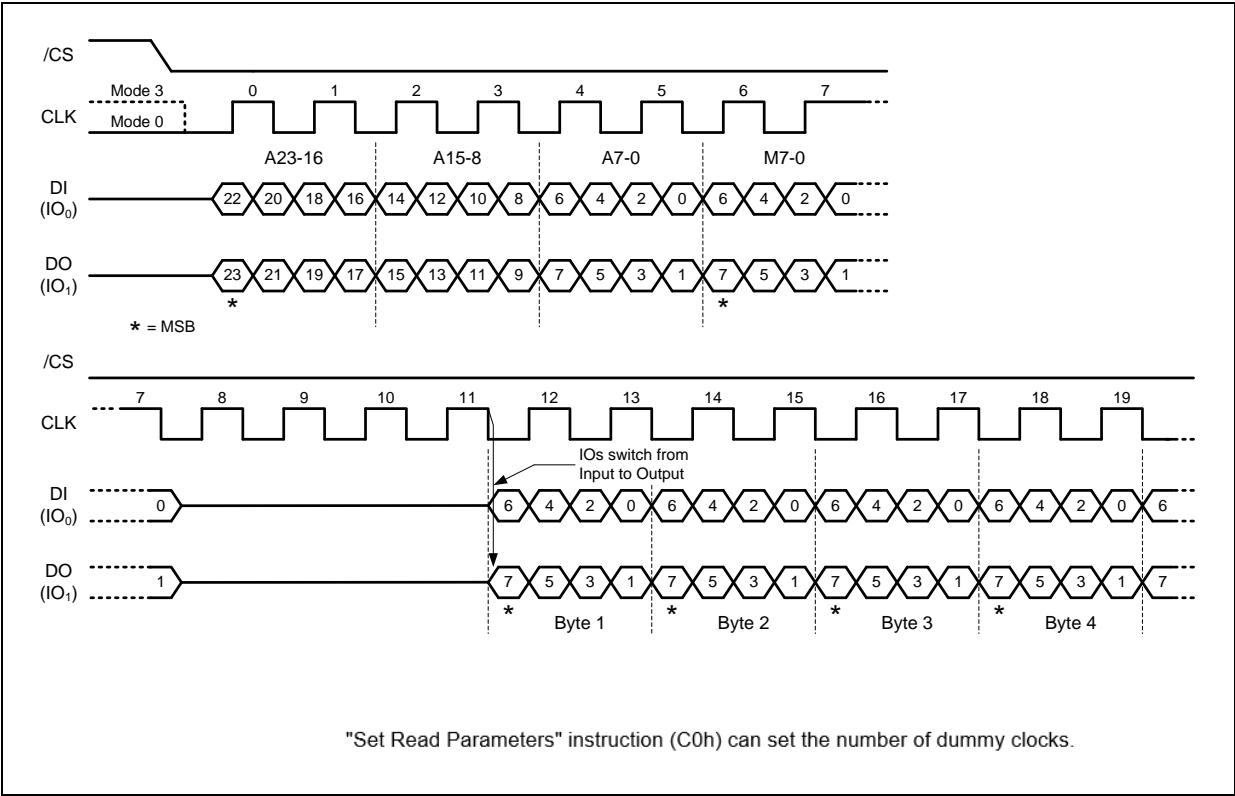 /CS
Mode 3 0 1 2 3 4 5 6 7
CLK
Mode 0
A23-16 A15-8 A7-0 M7-0
DI
(IO₀)
22 20 18 16 14 12 10 8 6 4 2 0 6 4 2 0
DO
(IO₁)
23 21 19 17 15 13 11 9 7 5 3 1 7 5 3 1
* *
* = MSB
/CS
7 8 9 10 11 12 13 14 15 16 17 18 19
CLK
IOs switch from
Input to Output
DI
(IO₀)
0 6 4 2 0 6 4 2 0 6 4 2 0 6 4 2 0 6
DO
(IO₁)
1 7 5 3 1 7 5 3 1 7 5 3 1 7 5 3 1 7
* * * *
Byte 1 Byte 2 Byte 3 Byte 4
"Set Read Parameters" instruction (C0h) can set the number of dummy clocks.